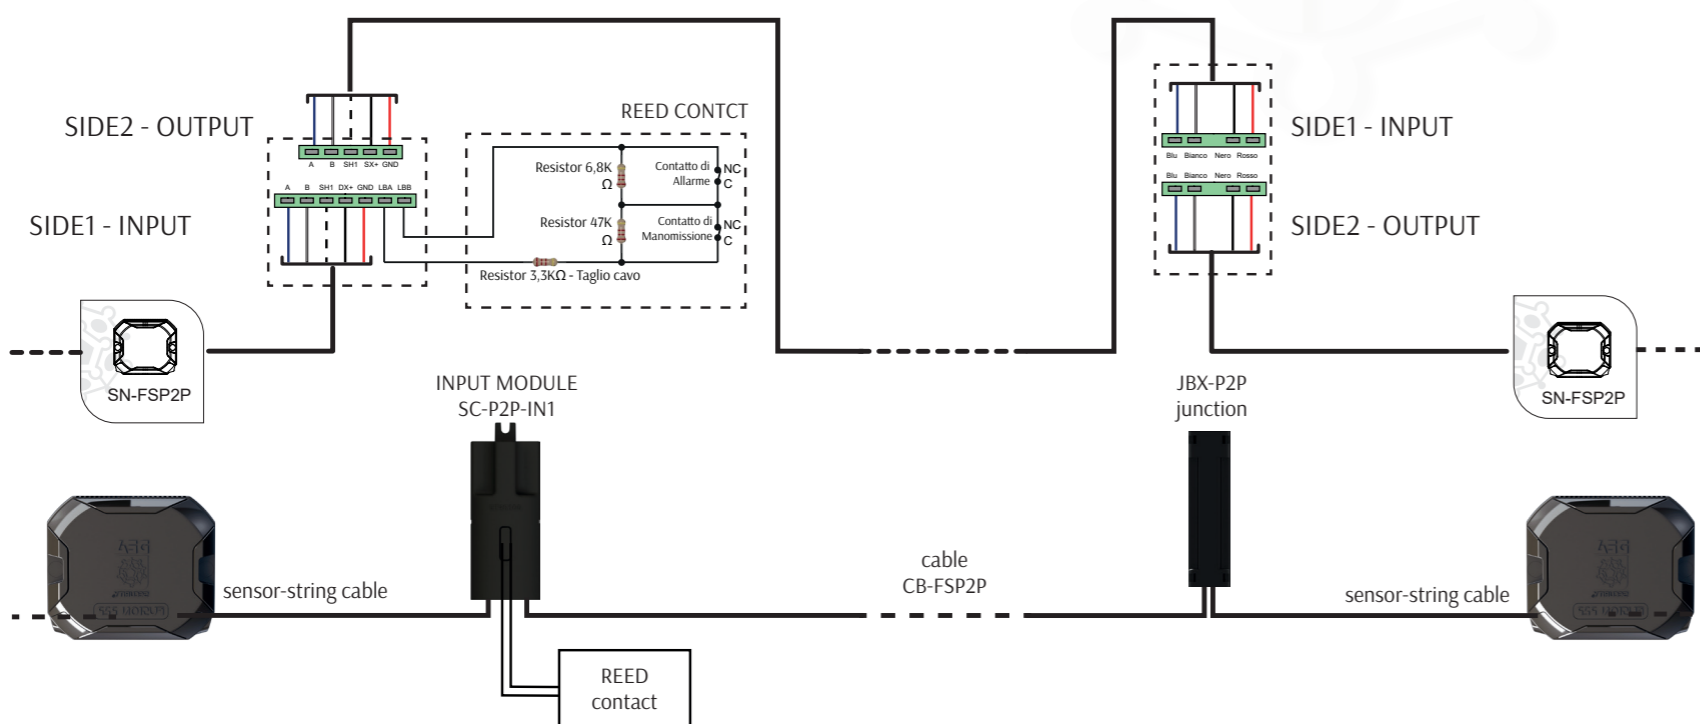 SIDE2 - OUTPUT
A B SH1 SX+ GND
A B SH1 DX+ GND LBA LBB
SIDE1 - INPUT
REED CONTCT
Resistor 6,8K
Ω
Contatto di
Allarme
NC
C
Resistor 47K
Ω
Contatto di
Manomissione
NC
C
Resistor 3,3KΩ - Taglio cavo
SIDE1 - INPUT
Blu Bianco Nero Rosso
Blu Bianco Nero Rosso
SIDE2 - OUTPUT
SN-FSP2P
SN-FSP2P
INPUT MODULE
SC-P2P-IN1
JBX-P2P
junction
sensor-string cable
cable
CB-FSP2P
sensor-string cable
REED
contact